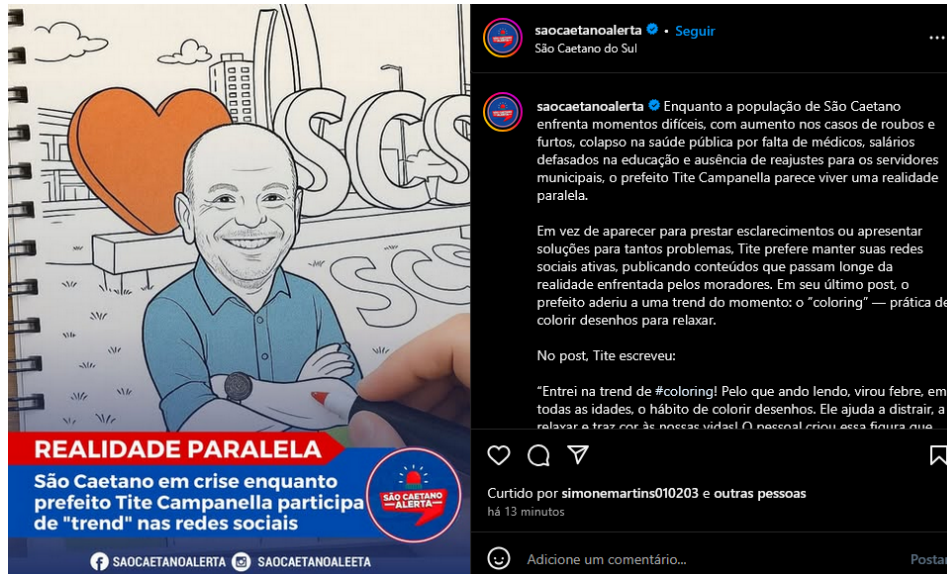 SCS
SCS
REALIDADE PARALELA
São Caetano em crise enquanto
prefeito Tite Campanella participa
de "trend" nas redes sociais
SÃO CAETANO
ALERTA
SAOCAETANOALERTA
SAOCAETANOALEETA
saocaetanoalerta • Seguir
São Caetano do Sul
saocaetanoalerta Enquanto a população de São Caetano
enfrenta momentos difíceis, com aumento nos casos de roubos e
furtos, colapso na saúde pública por falta de médicos, salários
defasados na educação e ausência de reajustes para os servidores
municipais, o prefeito Tite Campanella parece viver uma realidade
paralela.
Em vez de aparecer para prestar esclarecimentos ou apresentar
soluções para tantos problemas, Tite prefere manter suas redes
sociais ativas, publicando conteúdos que passam longe da
realidade enfrentada pelos moradores. Em seu último post, o
prefeito aderiu a uma trend do momento: o "coloring" — prática de
colorir desenhos para relaxar.
No post, Tite escreveu:
"Entrei na trend de #coloring! Pelo que ando lendo, virou febre, em
todas as idades, o hábito de colorir desenhos. Ele ajuda a distrair, a
relaxar e traz cor às nossas vidas! O pessoal criou essa figura que
Curtido por simonemartins010203 e outras pessoas
há 13 minutos
Adicione um comentário...
Postar